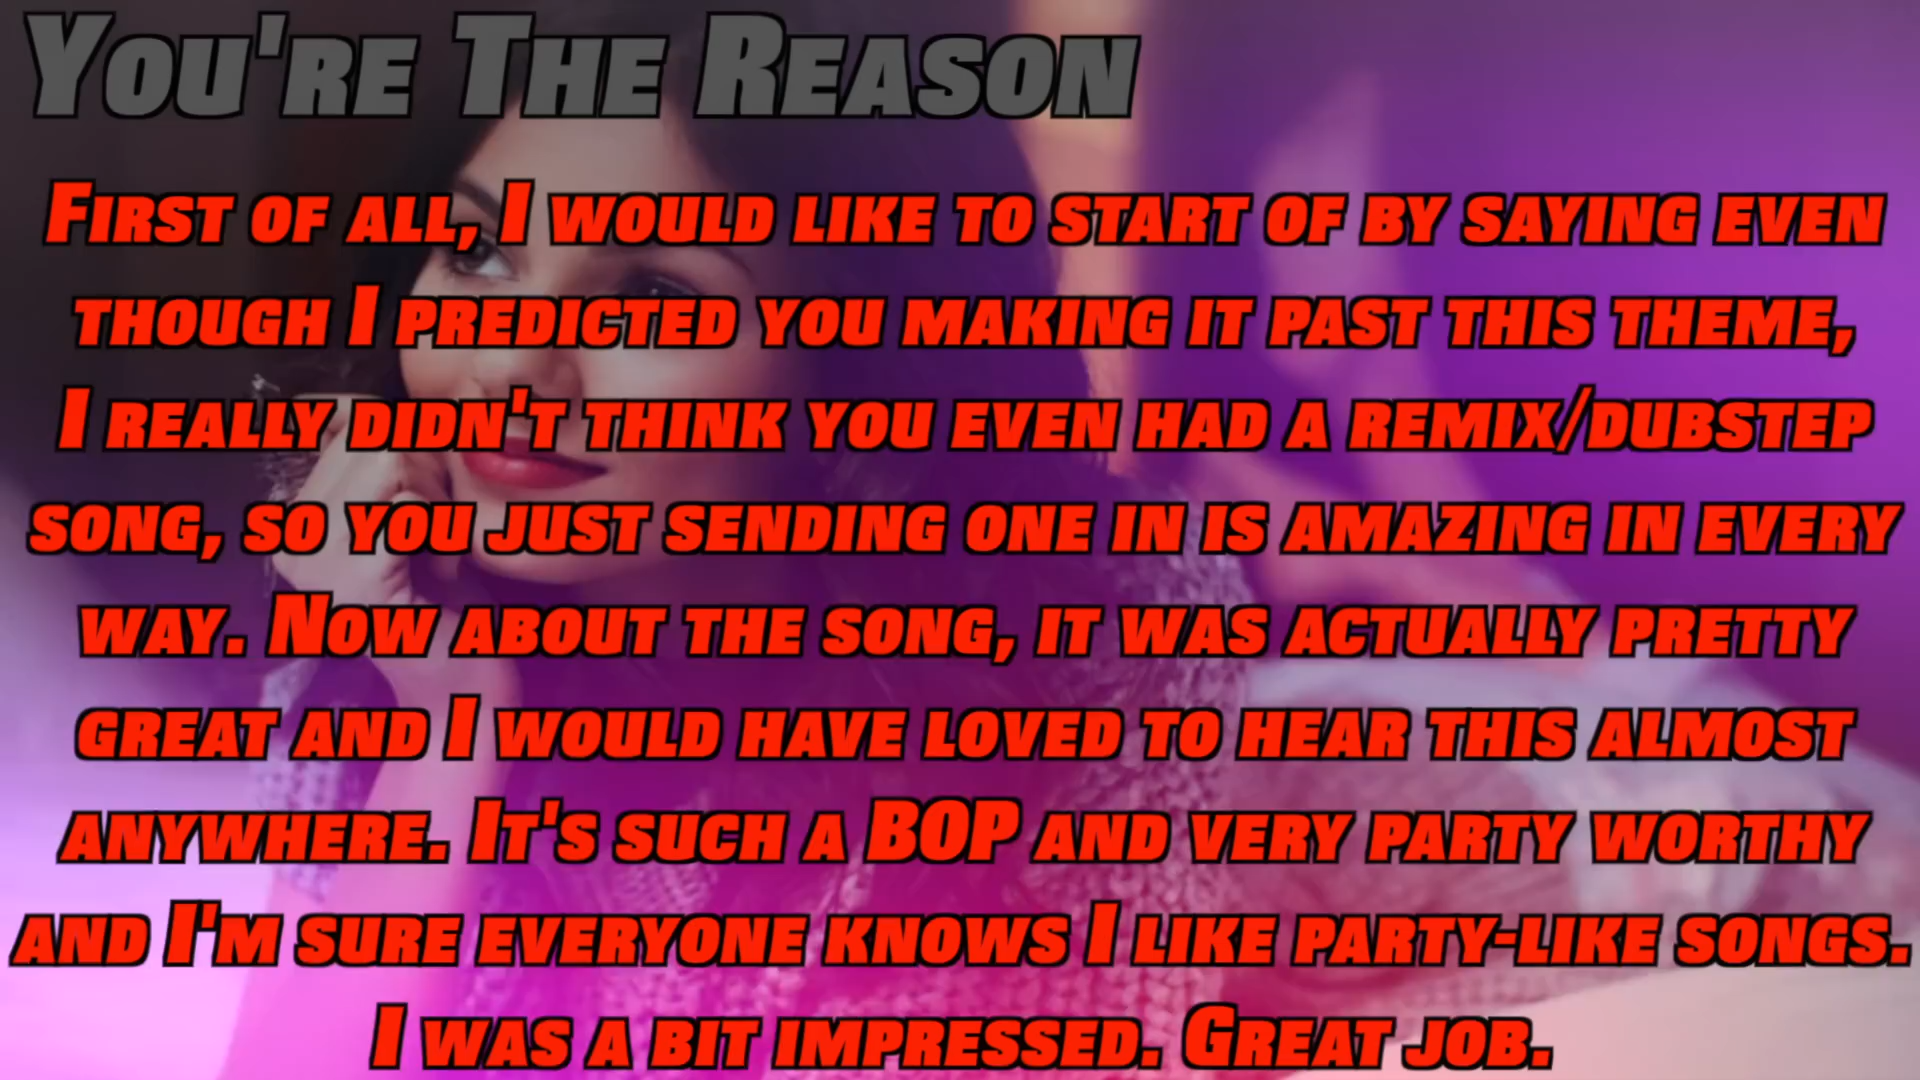 You're The Reason
First of all, I would like to start of by saying even
though I predicted you making it past this theme,
I really didn't think you even had a remix/dubstep
song, so you just sending one in is amazing in every
way. Now about the song, it was actually pretty
great and I would have loved to hear this almost
anywhere. It's such a BOP and very party worthy
and I'm sure everyone knows I like party-like songs.
I was a bit impressed. Great job.